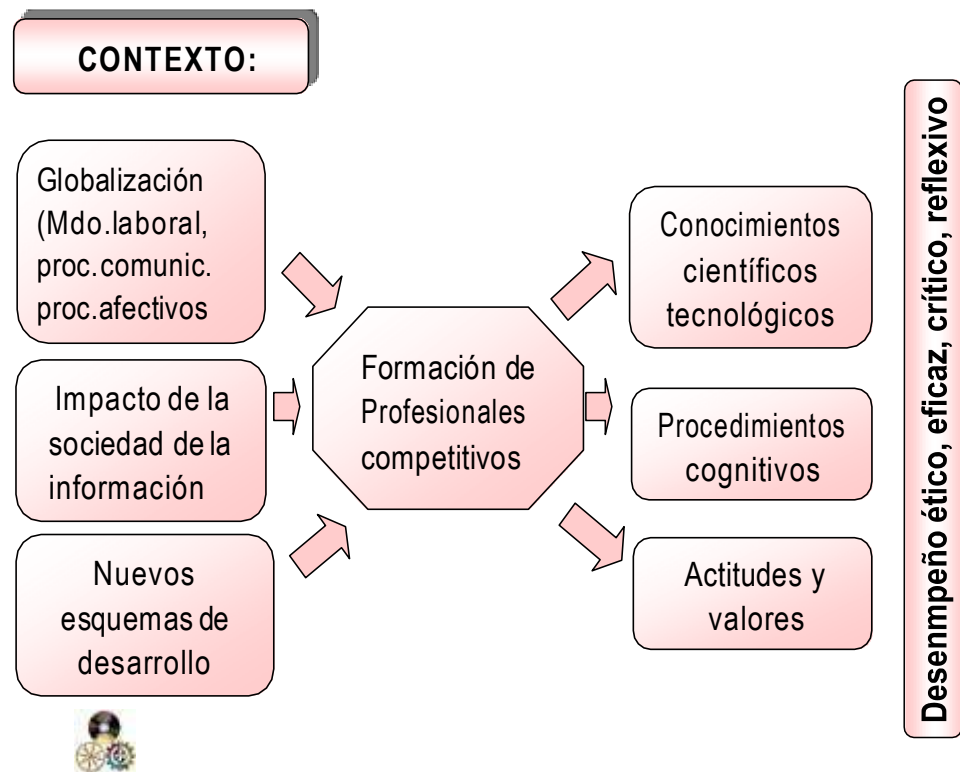 CONTEXTO:
Globalización
(Mdo.laboral,
proc.comunic.
proc.afectivos
Impacto de la
sociedad de la
información
Nuevos
esquemas de
desarrollo
Formación de
Profesionales
competitivos
Conocimientos
científicos
tecnológicos
Procedimientos
cognitivos
Actitudes y
valores
Desenmpeño ético, eficaz, crítico, reflexivo